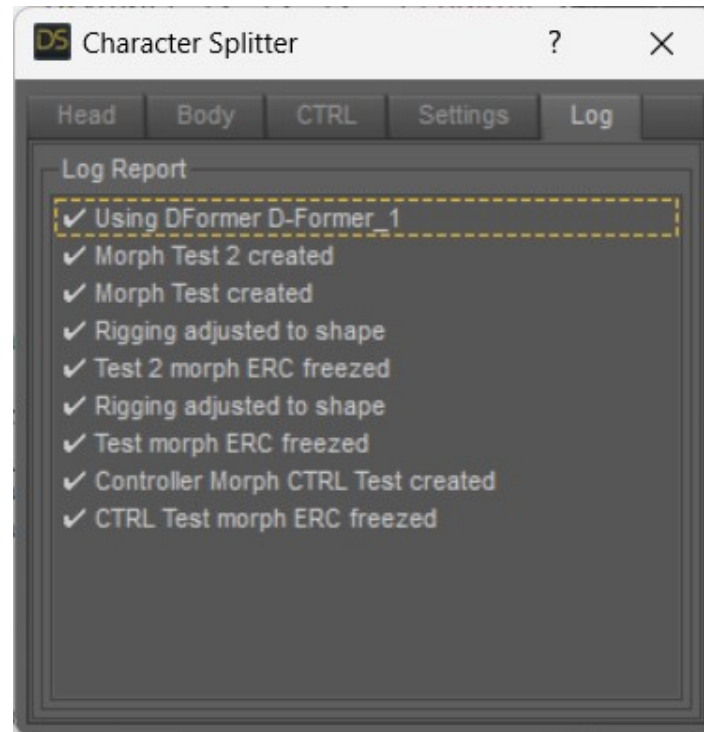 DS Character Splitter ? ×
Head Body CTRL Settings Log
Log Report
✔ Using DFormer D-Former_1
✔ Morph Test 2 created
✔ Morph Test created
✔ Rigging adjusted to shape
✔ Test 2 morph ERC freezed
✔ Rigging adjusted to shape
✔ Test morph ERC freezed
✔ Controller Morph CTRL Test created
✔ CTRL Test morph ERC freezed